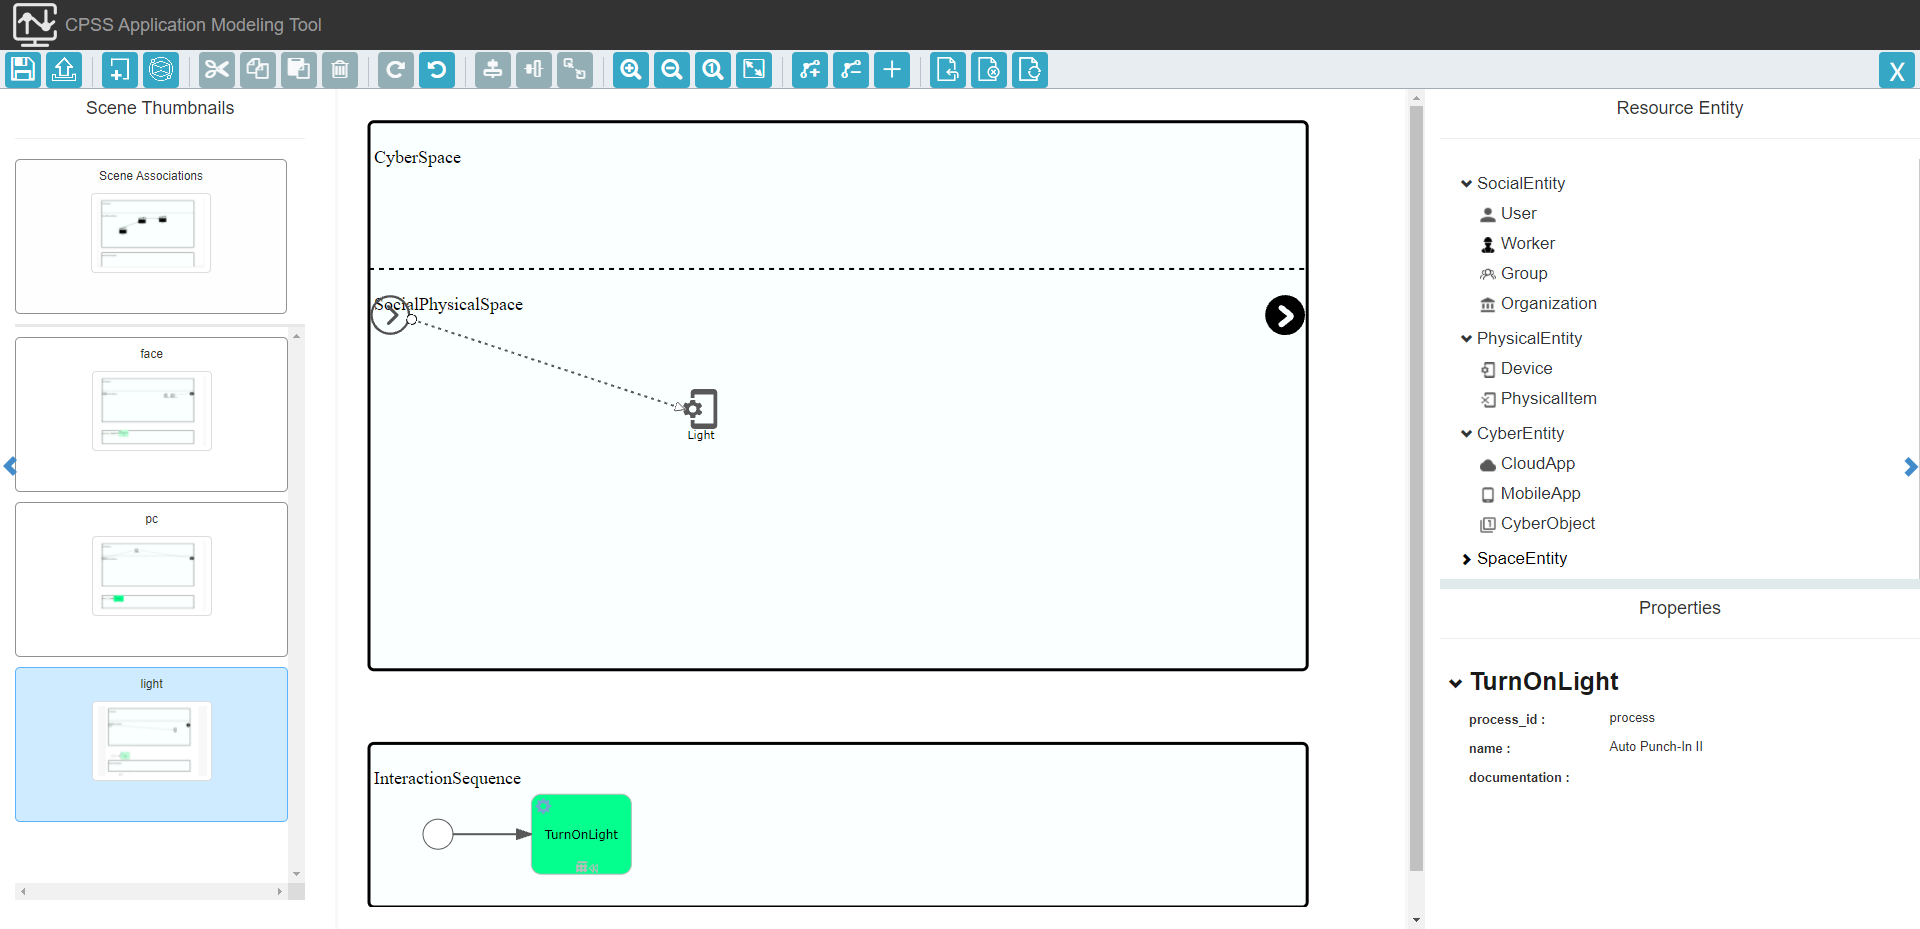 CPSS Application Modeling Tool
X
Scene Thumbnails
Scene Associations
face
pc
light
CyberSpace
SocialPhysicalSpace
Light
InteractionSequence
TurnOnLight
Resource Entity
SocialEntity
User
Worker
Group
Organization
PhysicalEntity
Device
PhysicalItem
CyberEntity
CloudApp
MobileApp
CyberObject
SpaceEntity
Properties
TurnOnLight
process_id : process
name : Auto Punch-In II
documentation :